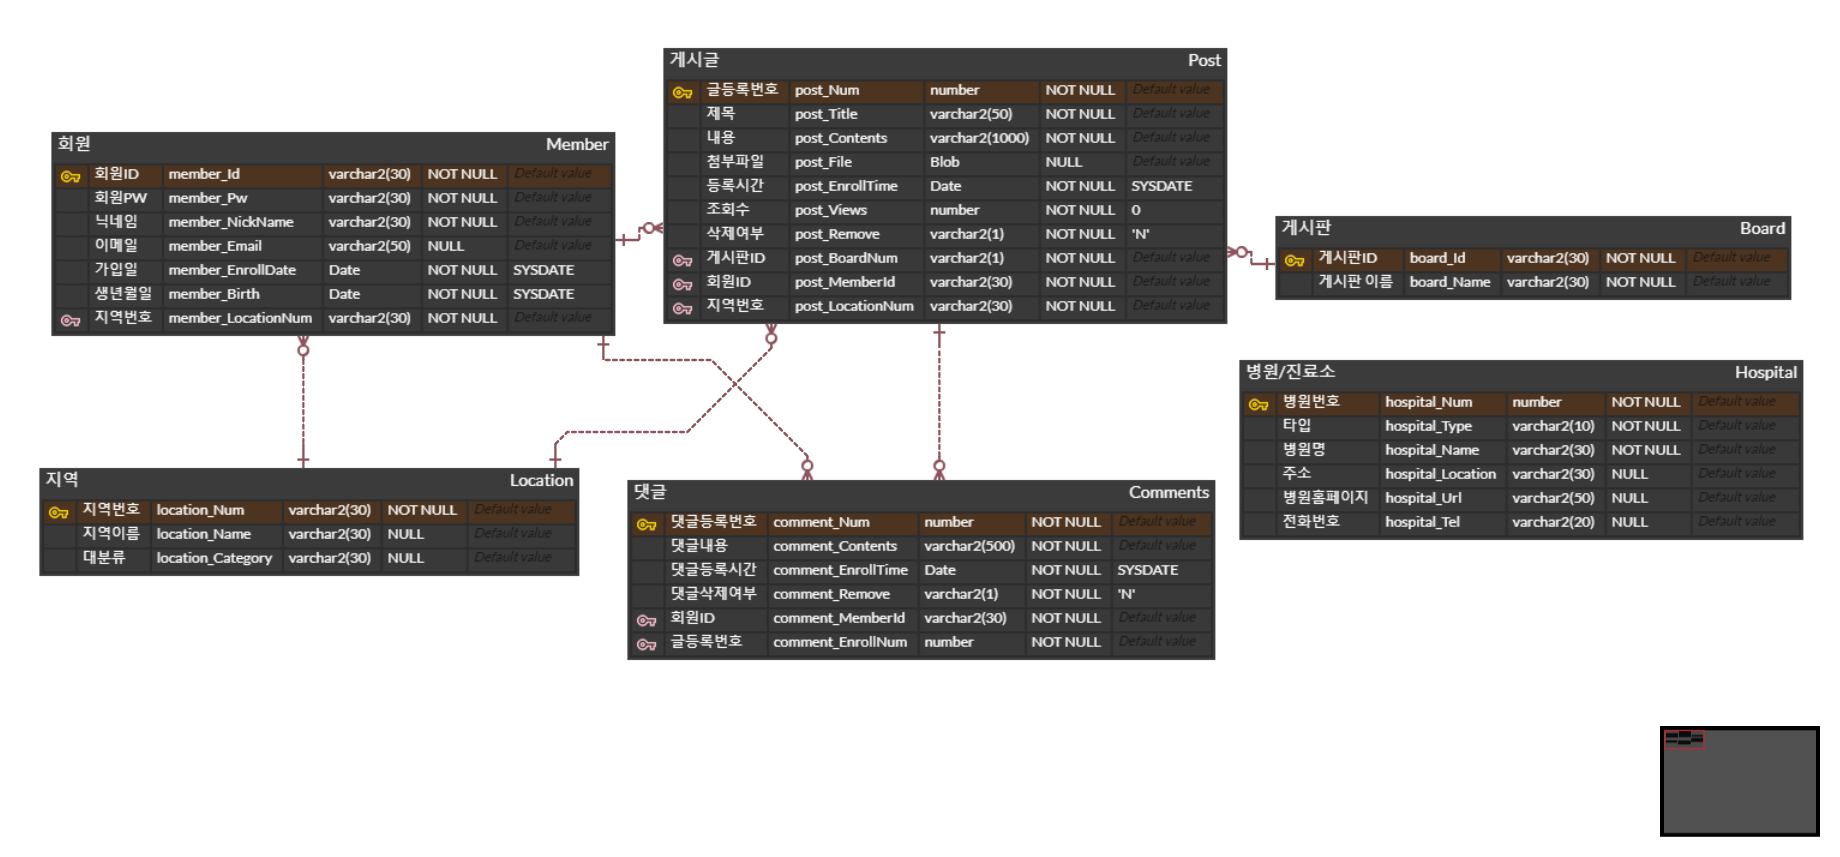 게시글 Post
글등록번호 post_Num number NOT NULL Default value
제목 post_Title varchar2(50) NOT NULL Default value
내용 post_Contents varchar2(1000) NOT NULL Default value
첨부파일 post_File Blob NULL Default value
등록시간 post_EnrollTime Date NOT NULL SYSDATE
조회수 post_Views number NOT NULL 0
삭제여부 post_Remove varchar2(1) NOT NULL 'N'
게시판ID post_BoardNum varchar2(1) NOT NULL Default value
회원ID post_MemberId varchar2(30) NOT NULL Default value
지역번호 post_LocationNum varchar2(30) NOT NULL Default value
회원 Member
회원ID member_Id varchar2(30) NOT NULL Default value
회원PW member_Pw varchar2(30) NOT NULL Default value
닉네임 member_NickName varchar2(30) NOT NULL Default value
이메일 member_Email varchar2(50) NULL Default value
가입일 member_EnrollDate Date NOT NULL SYSDATE
생년월일 member_Birth Date NOT NULL SYSDATE
지역번호 member_LocationNum varchar2(30) NOT NULL Default value
게시판 Board
게시판ID board_Id varchar2(30) NOT NULL Default value
게시판 이름 board_Name varchar2(30) NOT NULL Default value
병원/진료소 Hospital
병원번호 hospital_Num number NOT NULL Default value
타입 hospital_Type varchar2(10) NOT NULL Default value
병원명 hospital_Name varchar2(30) NOT NULL Default value
주소 hospital_Location varchar2(30) NULL Default value
병원홈페이지 hospital_Url varchar2(50) NULL Default value
전화번호 hospital_Tel varchar2(20) NULL Default value
지역 Location
지역번호 location_Num varchar2(30) NOT NULL Default value
지역이름 location_Name varchar2(30) NULL Default value
대분류 location_Category varchar2(30) NULL Default value
댓글 Comments
댓글등록번호 comment_Num number NOT NULL Default value
댓글내용 comment_Contents varchar2(500) NOT NULL Default value
댓글등록시간 comment_EnrollTime Date NOT NULL SYSDATE
댓글삭제여부 comment_Remove varchar2(1) NOT NULL 'N'
회원ID comment_MemberId varchar2(30) NOT NULL Default value
글등록번호 comment_EnrollNum number NOT NULL Default value